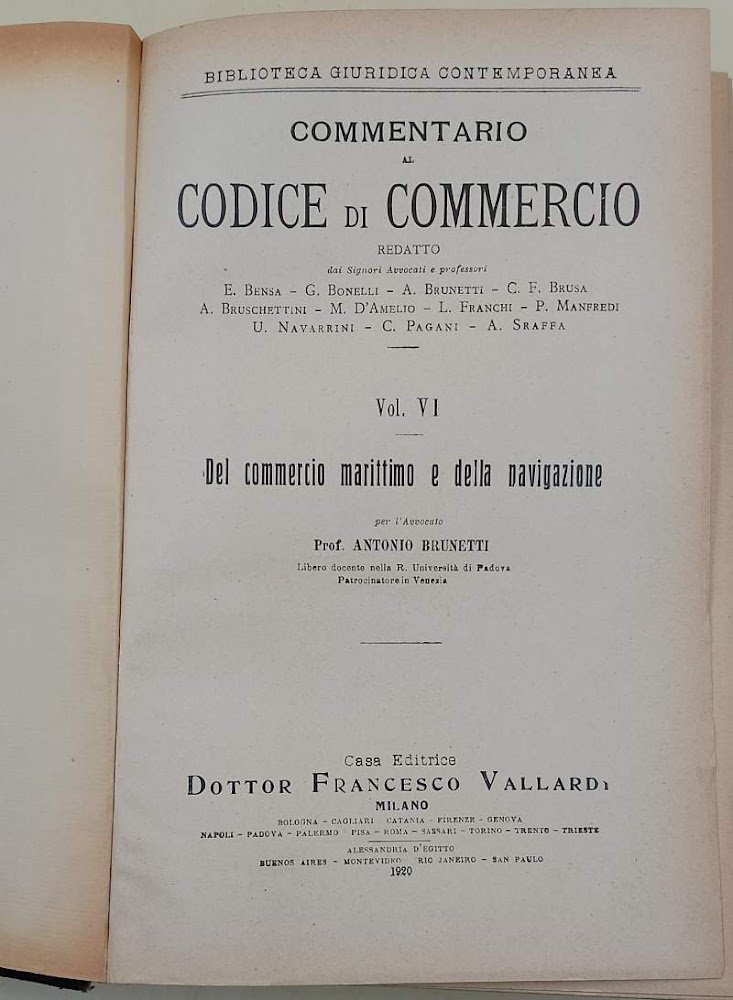 BIBLIOTECA GIURIDICA CONTEMPORANEA
COMMENTARIO
AL
CODICE DI COMMERCIO
REDATTO
dai Signori Avvocati e professori
E. BENSA - G. BONELLI - A. BRUNETTI - C. F. BRUSA
A. BRUSCHETTINI - M. D'AMELIO - L. FRANCHI - P. MANFREDI
U. NAVARRINI - C. PAGANI - A. SRAFFA
Vol. VI
Del commercio marittimo e della navigazione
per l'Avvocato
Prof. ANTONIO BRUNETTI
Libero docente nella R. Università di Padova
Patrocinatore in Venezia
Casa Editrice
DOTTOR FRANCESCO VALLARDI
MILANO
BOLOGNA - CAGLIARI CATANIA - FIRENZE - GENOVA
NAPOLI - PADOVA - PALERMO PISA - ROMA - SASSARI - TORINO - TRENTO - TRIESTE
ALESSANDRIA D'EGITTO
BUENOS AIRES - MONTEVIDEO RIO JANEIRO - SAN PAULO
1920